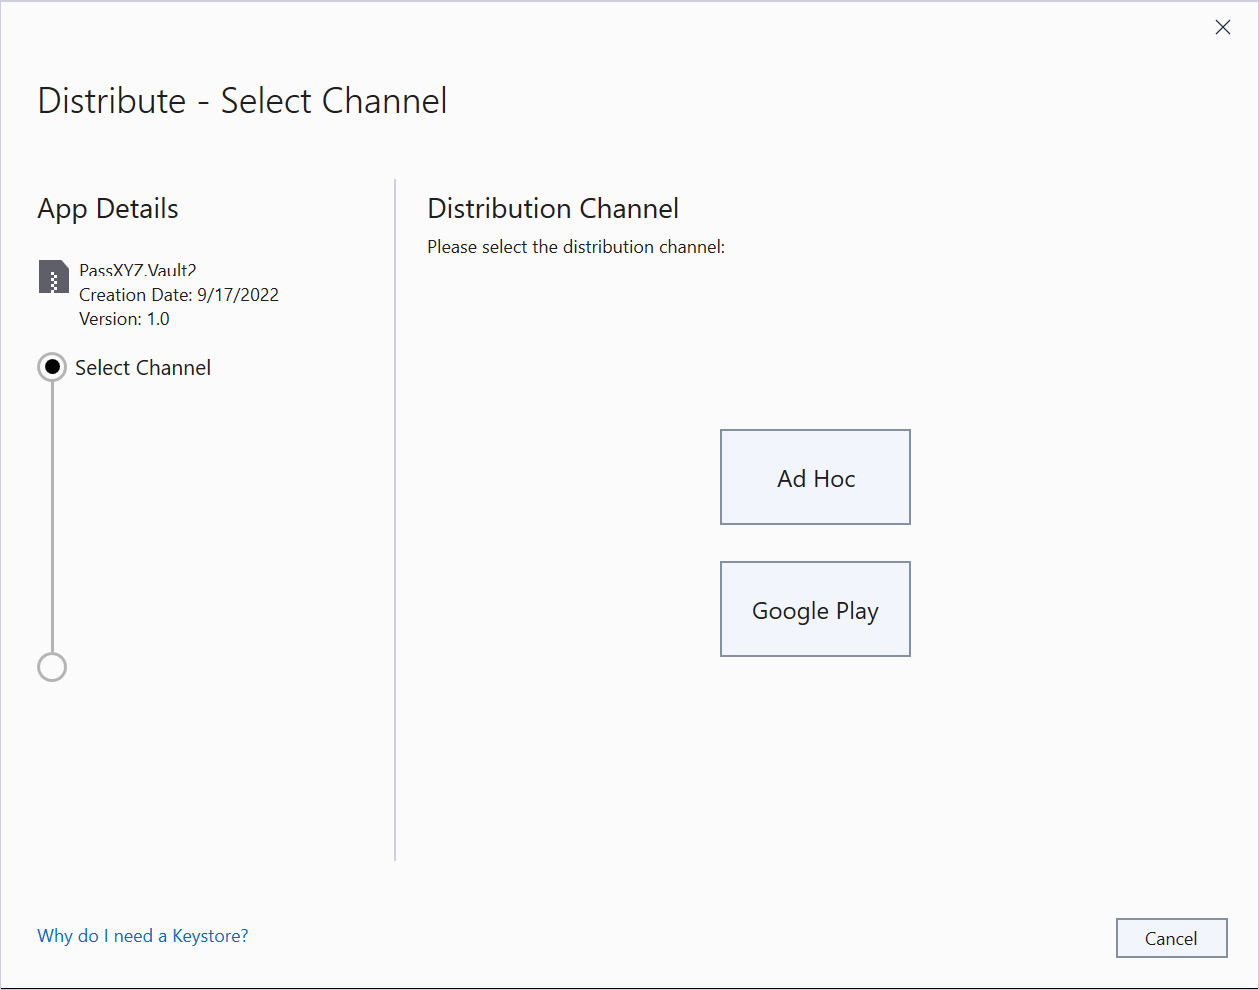 Distribute - Select Channel
App Details
PassXYZ.Vault2
Creation Date: 9/17/2022
Version: 1.0
Select Channel
Distribution Channel
Please select the distribution channel:
Ad Hoc
Google Play
Why do I need a Keystore?
Cancel